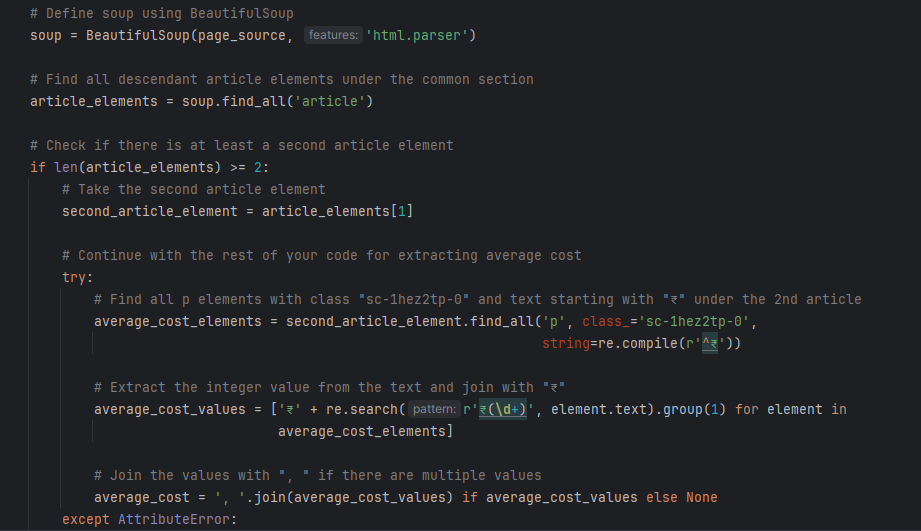 # Define soup using BeautifulSoup
soup = BeautifulSoup(page_source, features: 'html.parser')
# Find all descendant article elements under the common section
article_elements = soup.find_all('article')
# Check if there is at least a second article element
if len(article_elements) >= 2:
# Take the second article element
second_article_element = article_elements[1]
# Continue with the rest of your code for extracting average cost
try:
# Find all p elements with class "sc-1hez2tp-0" and text starting with "₹" under the 2nd article
average_cost_elements = second_article_element.find_all('p', class_='sc-1hez2tp-0',
string=re.compile(r'^₹'))
# Extract the integer value from the text and join with "₹"
average_cost_values = ['₹' + re.search( pattern: r'₹(\d+)', element.text).group(1) for element in
average_cost_elements]
# Join the values with ", " if there are multiple values
average_cost = ', '.join(average_cost_values) if average_cost_values else None
except AttributeError: